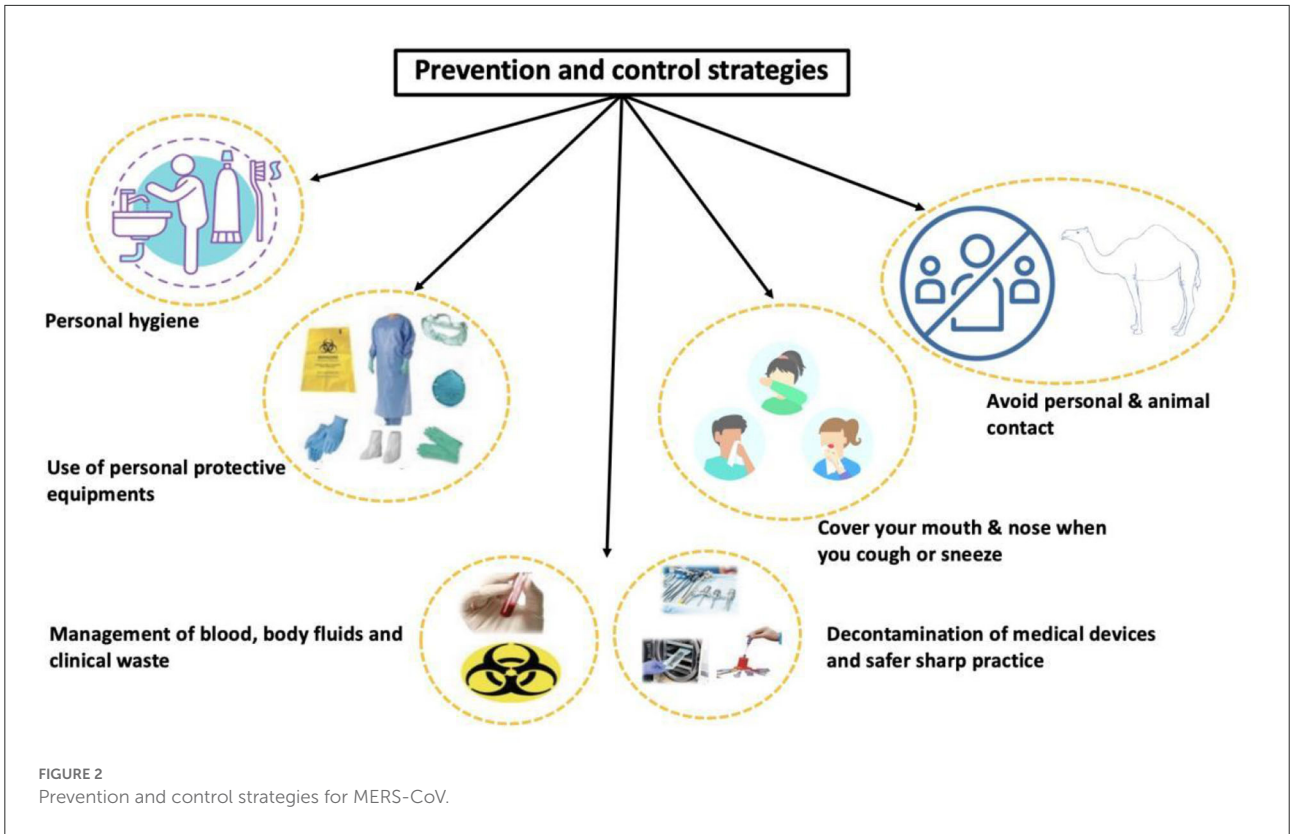 Prevention and control strategies
Personal hygiene
Avoid personal & animal
contact
Use of personal protective
equipments
Cover your mouth & nose when
you cough or sneeze
Management of blood, body fluids and
clinical waste
Decontamination of medical devices
and safer sharp practice
FIGURE 2
Prevention and control strategies for MERS-CoV.